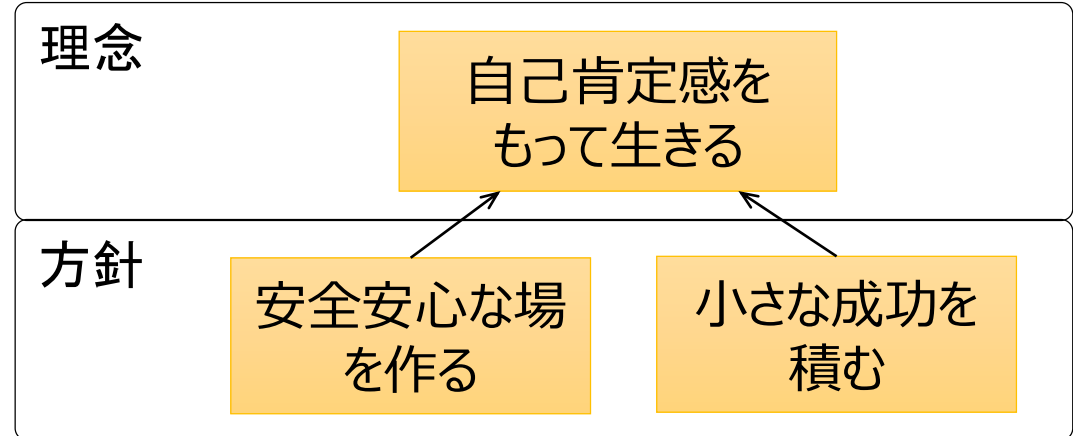 理念
自己肯定感を
もって生きる
方針
安全安心な場
を作る
小さな成功を
積む